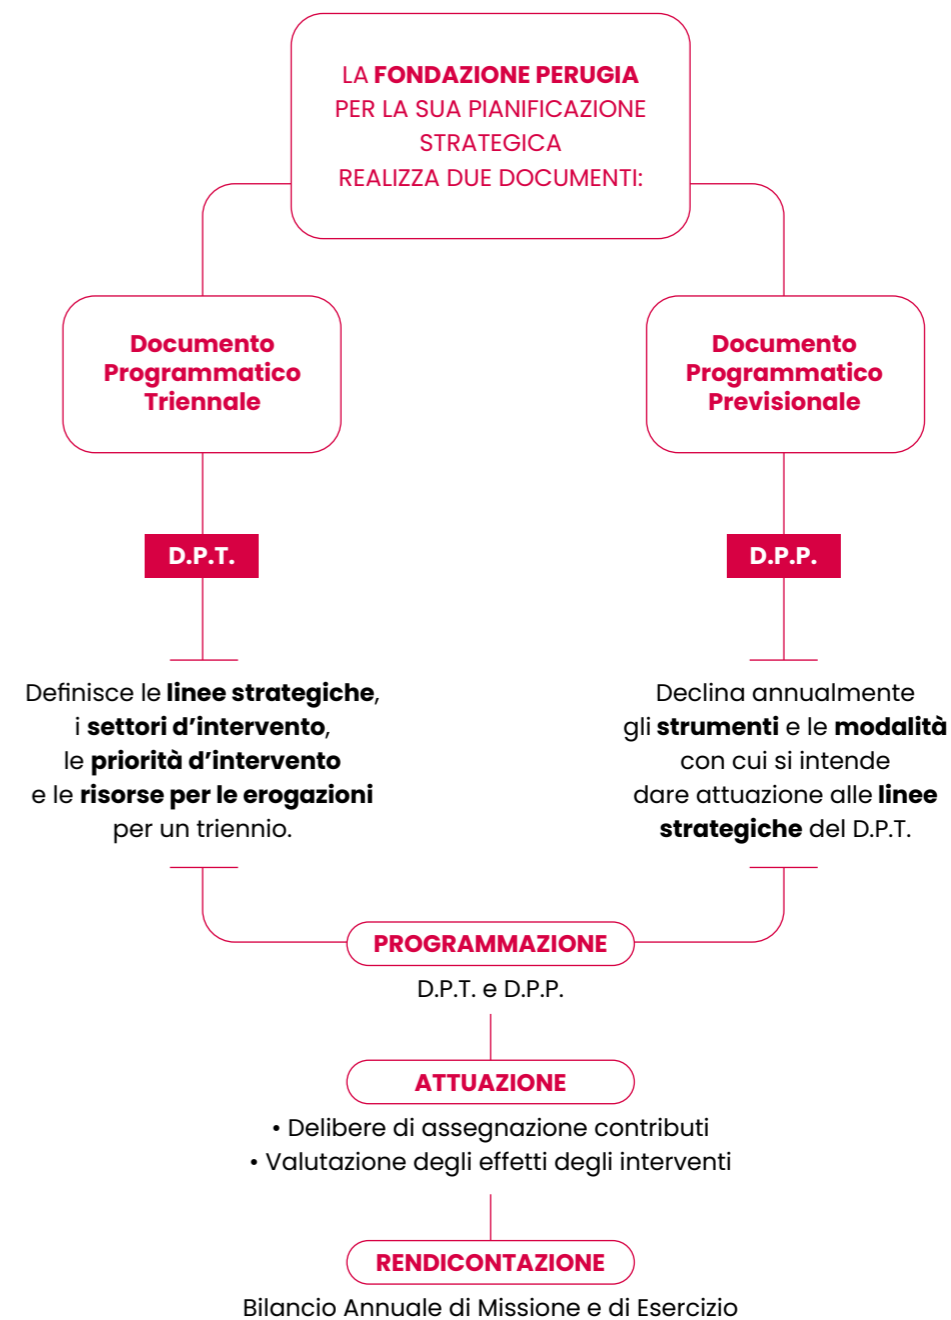 LA FONDAZIONE PERUGIA
PER LA SUA PIANIFICAZIONE
STRATEGICA
REALIZZA DUE DOCUMENTI:
Documento
Programmatico
Triennale
D.P.T.
Definisce le linee strategiche,
i settori d’intervento,
le priorità d’intervento
e le risorse per le erogazioni
per un triennio.
Documento
Programmatico
Previsionale
D.P.P.
Declina annualmente
gli strumenti e le modalità
con cui si intende
dare attuazione alle linee
strategiche del D.P.T.
PROGRAMMAZIONE
D.P.T. e D.P.P.
ATTUAZIONE
• Delibere di assegnazione contributi
• Valutazione degli effetti degli interventi
RENDICONTAZIONE
Bilancio Annuale di Missione e di Esercizio